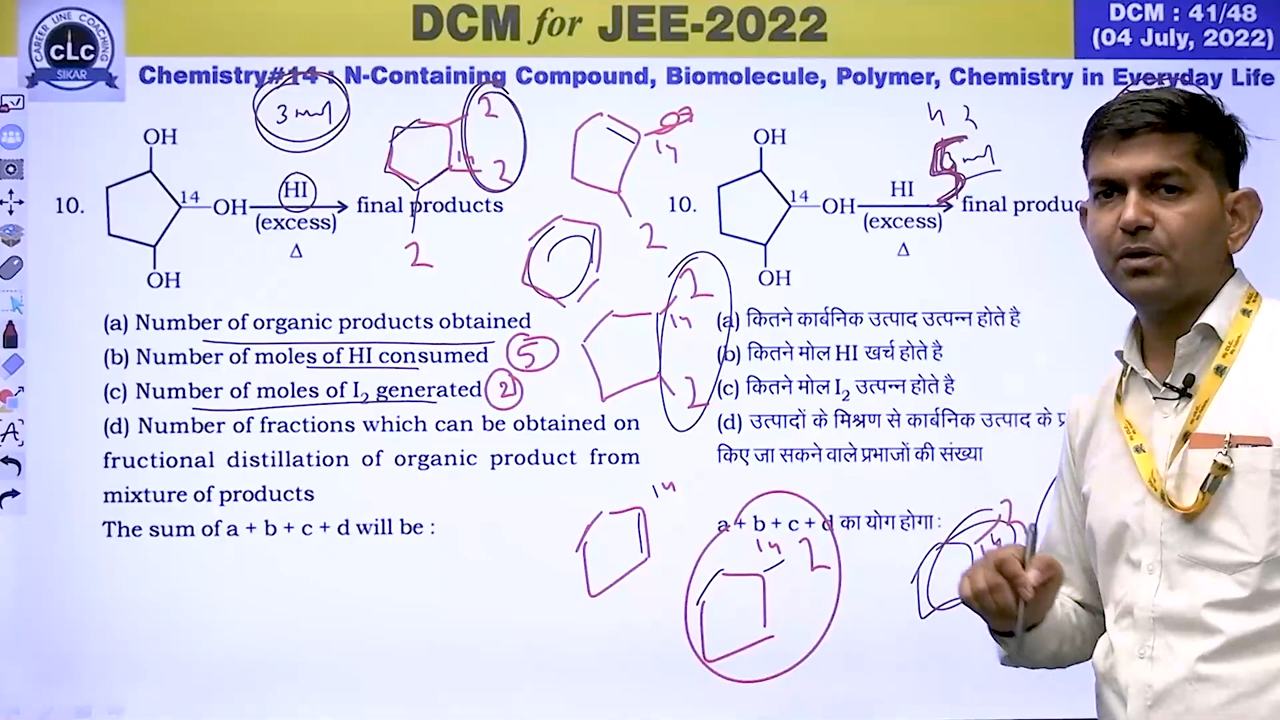 DCM for JEE-2022
DCM : 41/48
(04 July, 2022)
CAREER LINE COACHING
CLC
SIKAR
Chemistry#14 : N-Containing Compound, Biomolecule, Polymer, Chemistry in Everyday Life
10.
OH
14
OH
OH
HI
(excess)
Δ
final products
3 mol
2
14
2
2
14
2
(a) Number of organic products obtained
(b) Number of moles of HI consumed 5
(c) Number of moles of I₂ generated 2
(d) Number of fractions which can be obtained on
fructional distillation of organic product from
mixture of products
The sum of a + b + c + d will be :
2
14
2
14
14
2
10.
OH
14
OH
OH
HI
(excess)
Δ
final produc
5
(a) कितने कार्बनिक उत्पाद उत्पन्न होते है
(b) कितने मोल HI खर्च होते है
(c) कितने मोल I₂ उत्पन्न होते है
(d) उत्पादों के मिश्रण से कार्बनिक उत्पाद के प्र
किए जा सकने वाले प्रभाजों की संख्या
a + b + c + d का योग होगा :
14
2